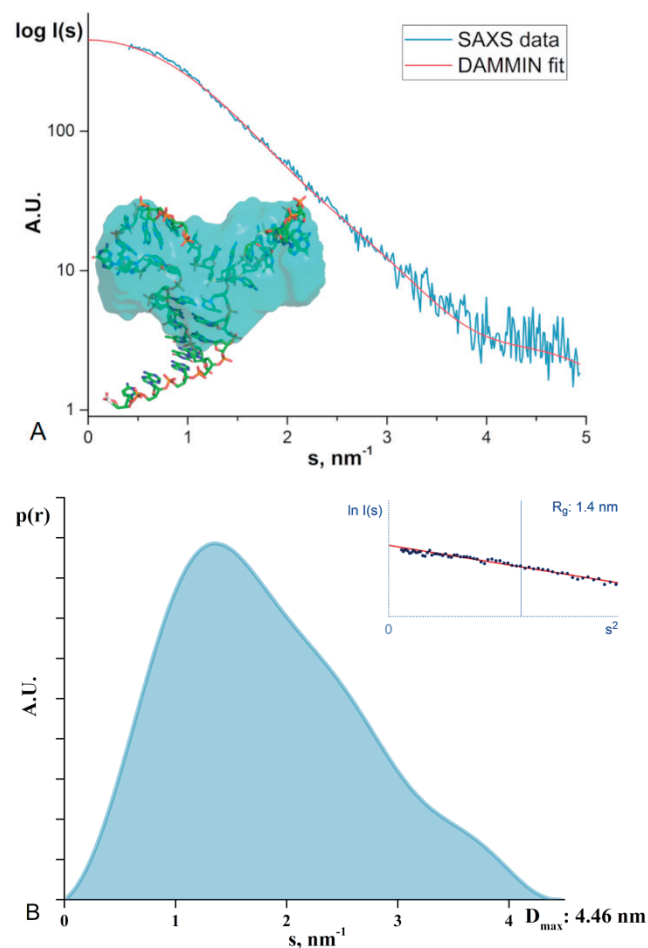 log I(s)
SAXS data
DAMMIN fit
100
A.U.
10
1
0 1 2 3 4 5
s, nm⁻¹
A
p(r)
ln I(s)
R_g: 1.4 nm
0
s²
A.U.
0 1 2 3 4
D_max: 4.46 nm
s, nm⁻¹
B